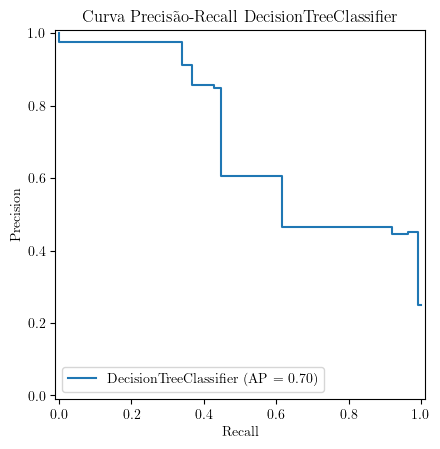 Curva Precisão-Recall DecisionTreeClassifier
1.0
0.8
0.6
0.4
0.2
0.0
Precision
DecisionTreeClassifier (AP = 0.70)
0.0 0.2 0.4 0.6 0.8 1.0
Recall